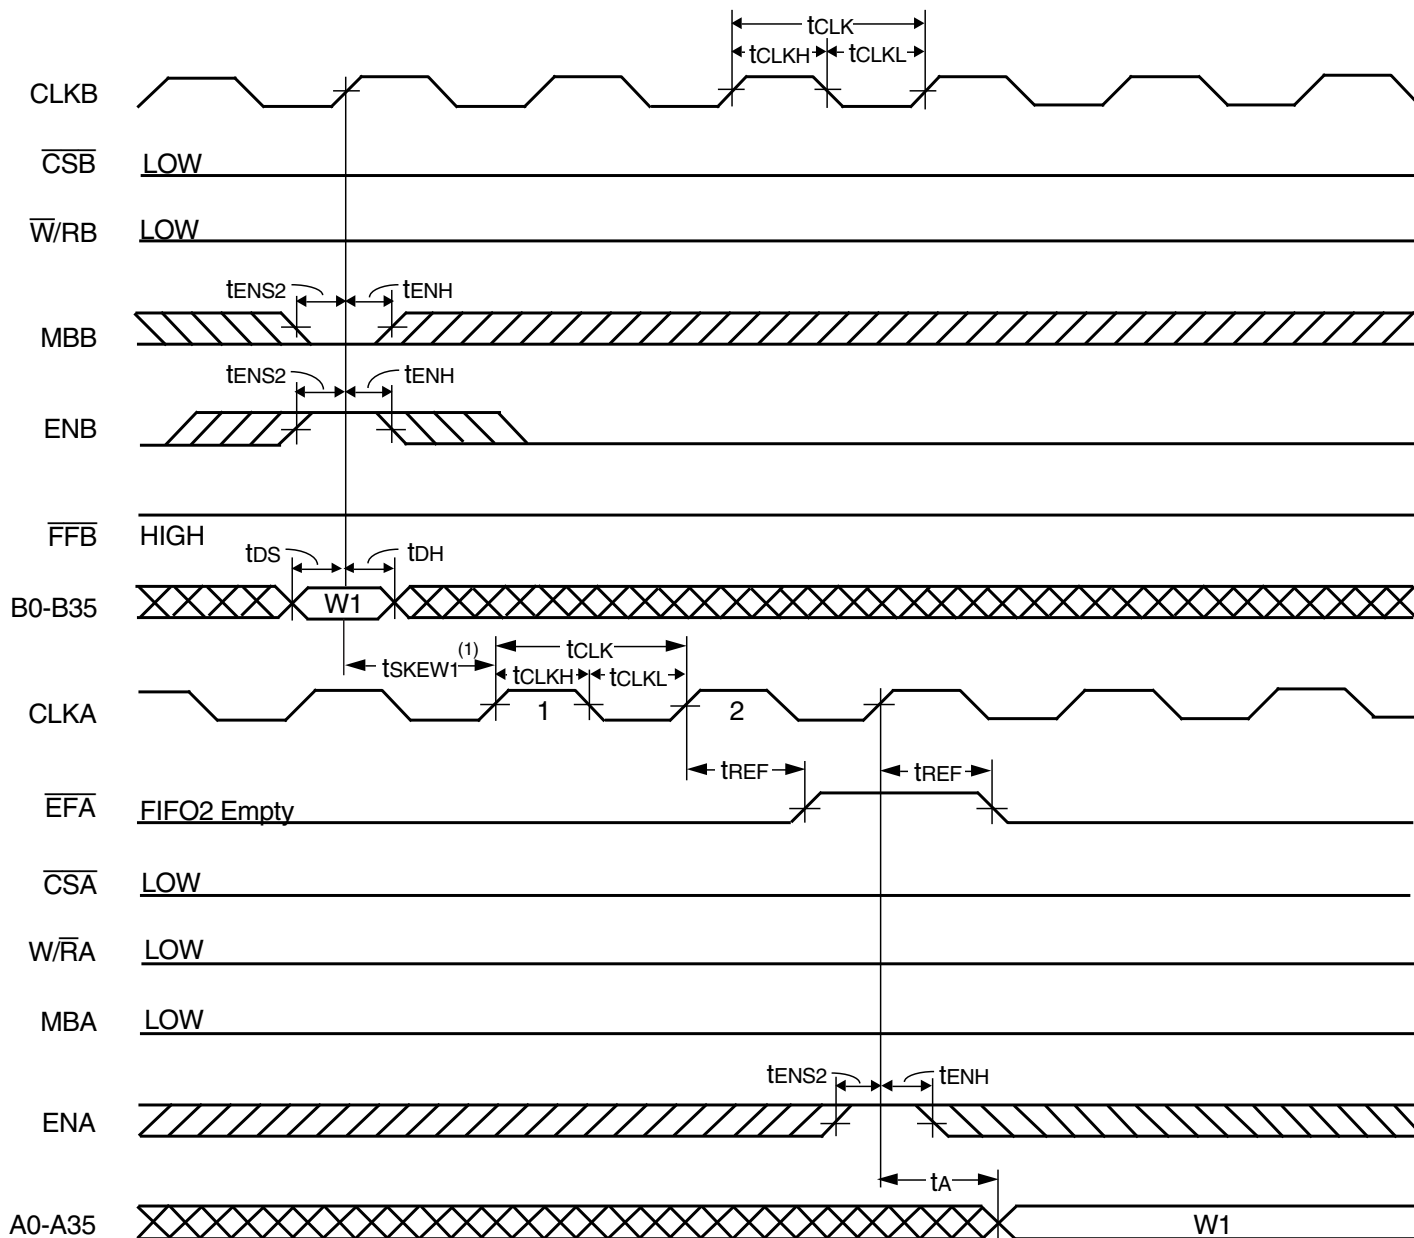 tCLK
tCLKH tCLKL
CLKB
CSB LOW
W/RB LOW
tENS2 tENH
MBB
tENS2 tENH
ENB
FFB HIGH
tDS tDH
B0-B35 W1
tSKEW1 (1) tCLK
tCLKH tCLKL
CLKA 1 2
tREF tREF
EFA FIFO2 Empty
CSA LOW
W/RA LOW
MBA LOW
tENS2 tENH
ENA
tA
A0-A35 W1